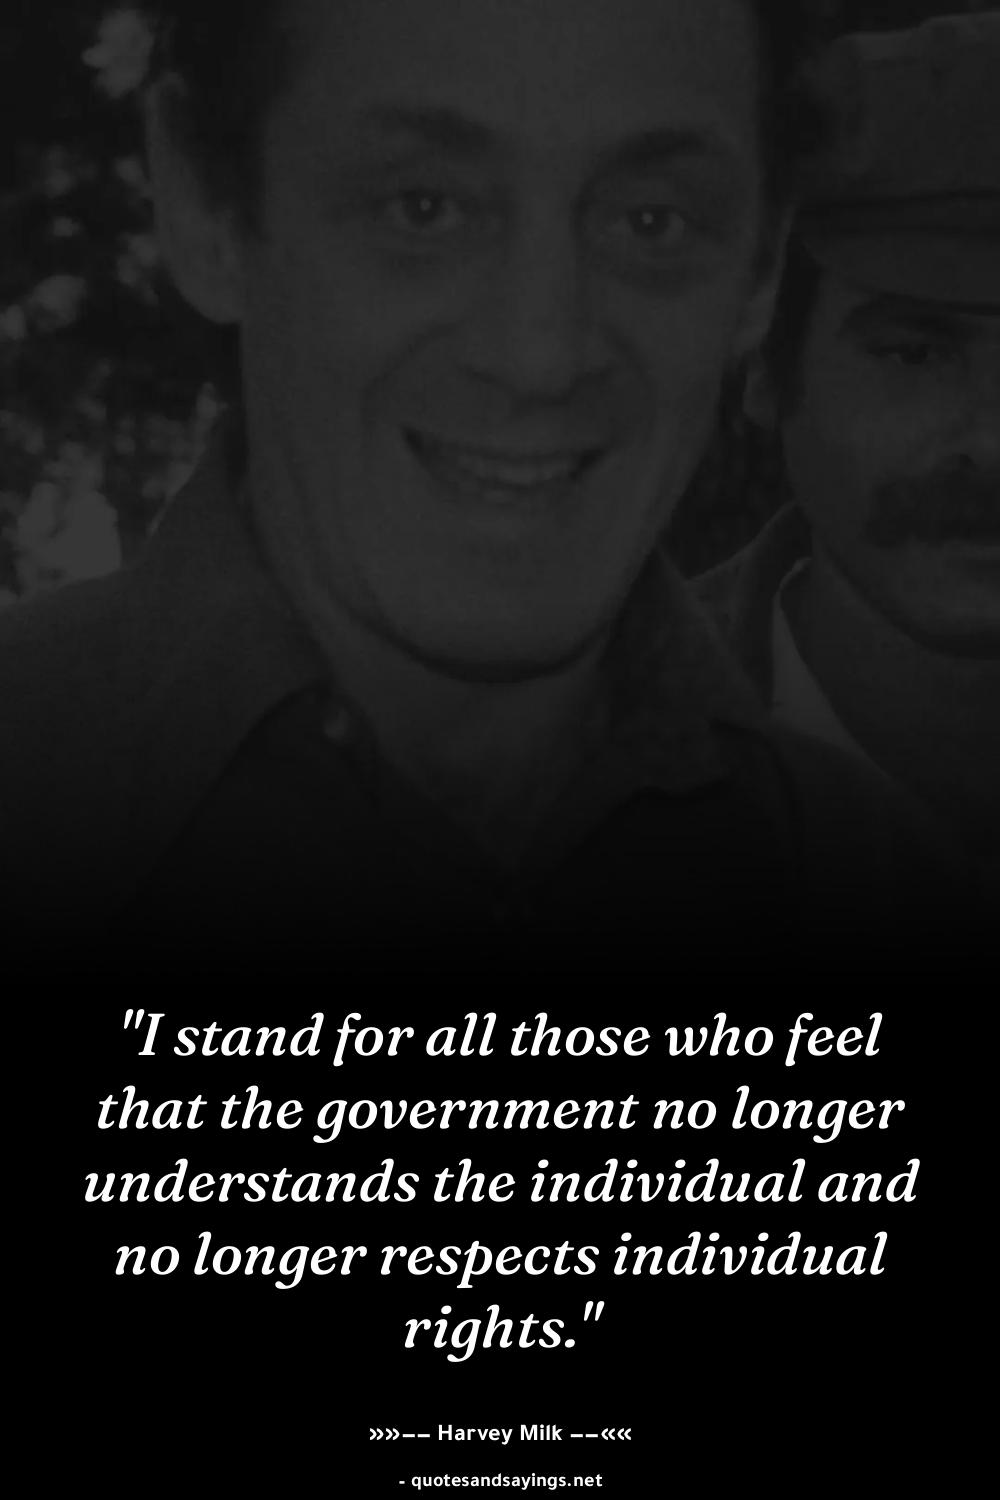 "I stand for all those who feel
that the government no longer
understands the individual and
no longer respects individual
rights."
»»-- Harvey Milk --««
- quotesandsayings.net